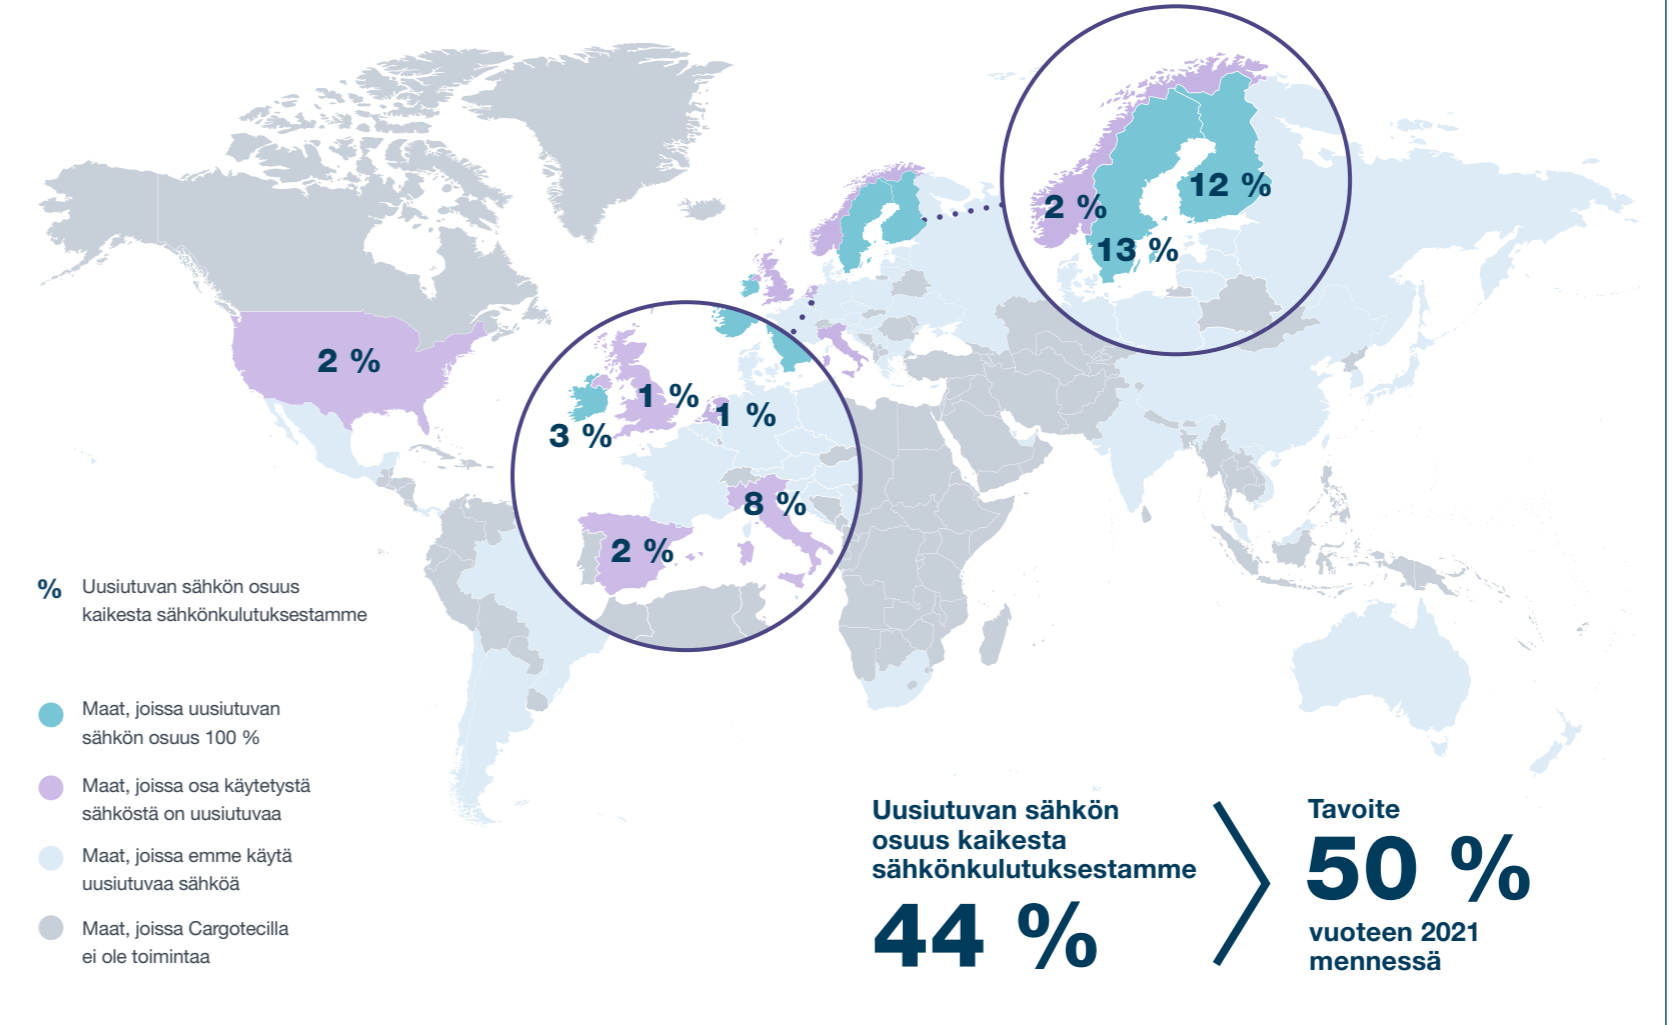 2 %
12 %
13 %
2 %
1 %
1 %
3 %
8 %
2 %
% Uusiutuvan sähkön osuus
kaikesta sähkönkulutuksestamme
Maat, joissa uusiutuvan
sähkön osuus 100 %
Maat, joissa osa käytetystä
sähköstä on uusiutuvaa
Maat, joissa emme käytä
uusiutuvaa sähköä
Maat, joissa Cargotecilla
ei ole toimintaa
Uusiutuvan sähkön
osuus kaikesta
sähkönkulutuksestamme
44 %
Tavoite
50 %
vuoteen 2021
mennessä